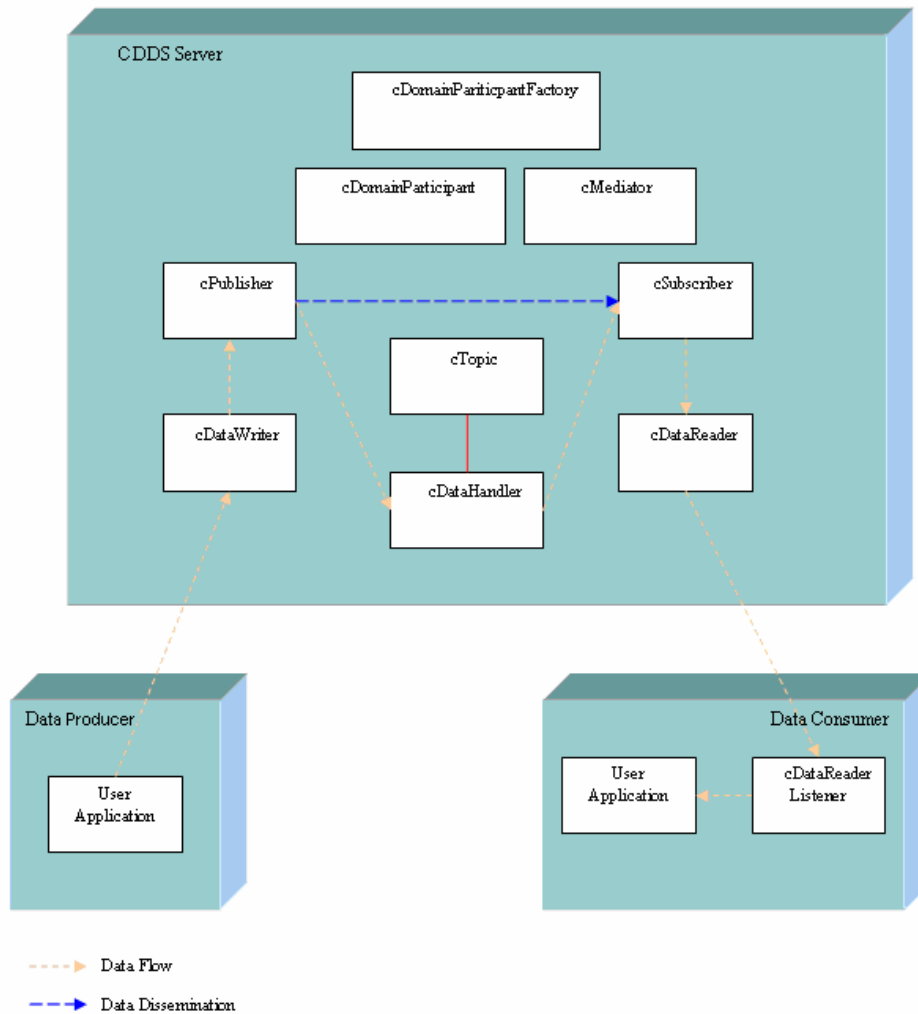 CDDS Server
cDomainPariticpantFactory
cDomainParticipant
cMediator
cPublisher
cSubscriber
cTopic
cDataWriter
cDataReader
cDataHandler
Data Producer
Data Consumer
User
Application
User
Application
cDataReader
Listener
Data Flow
Data Dissemination